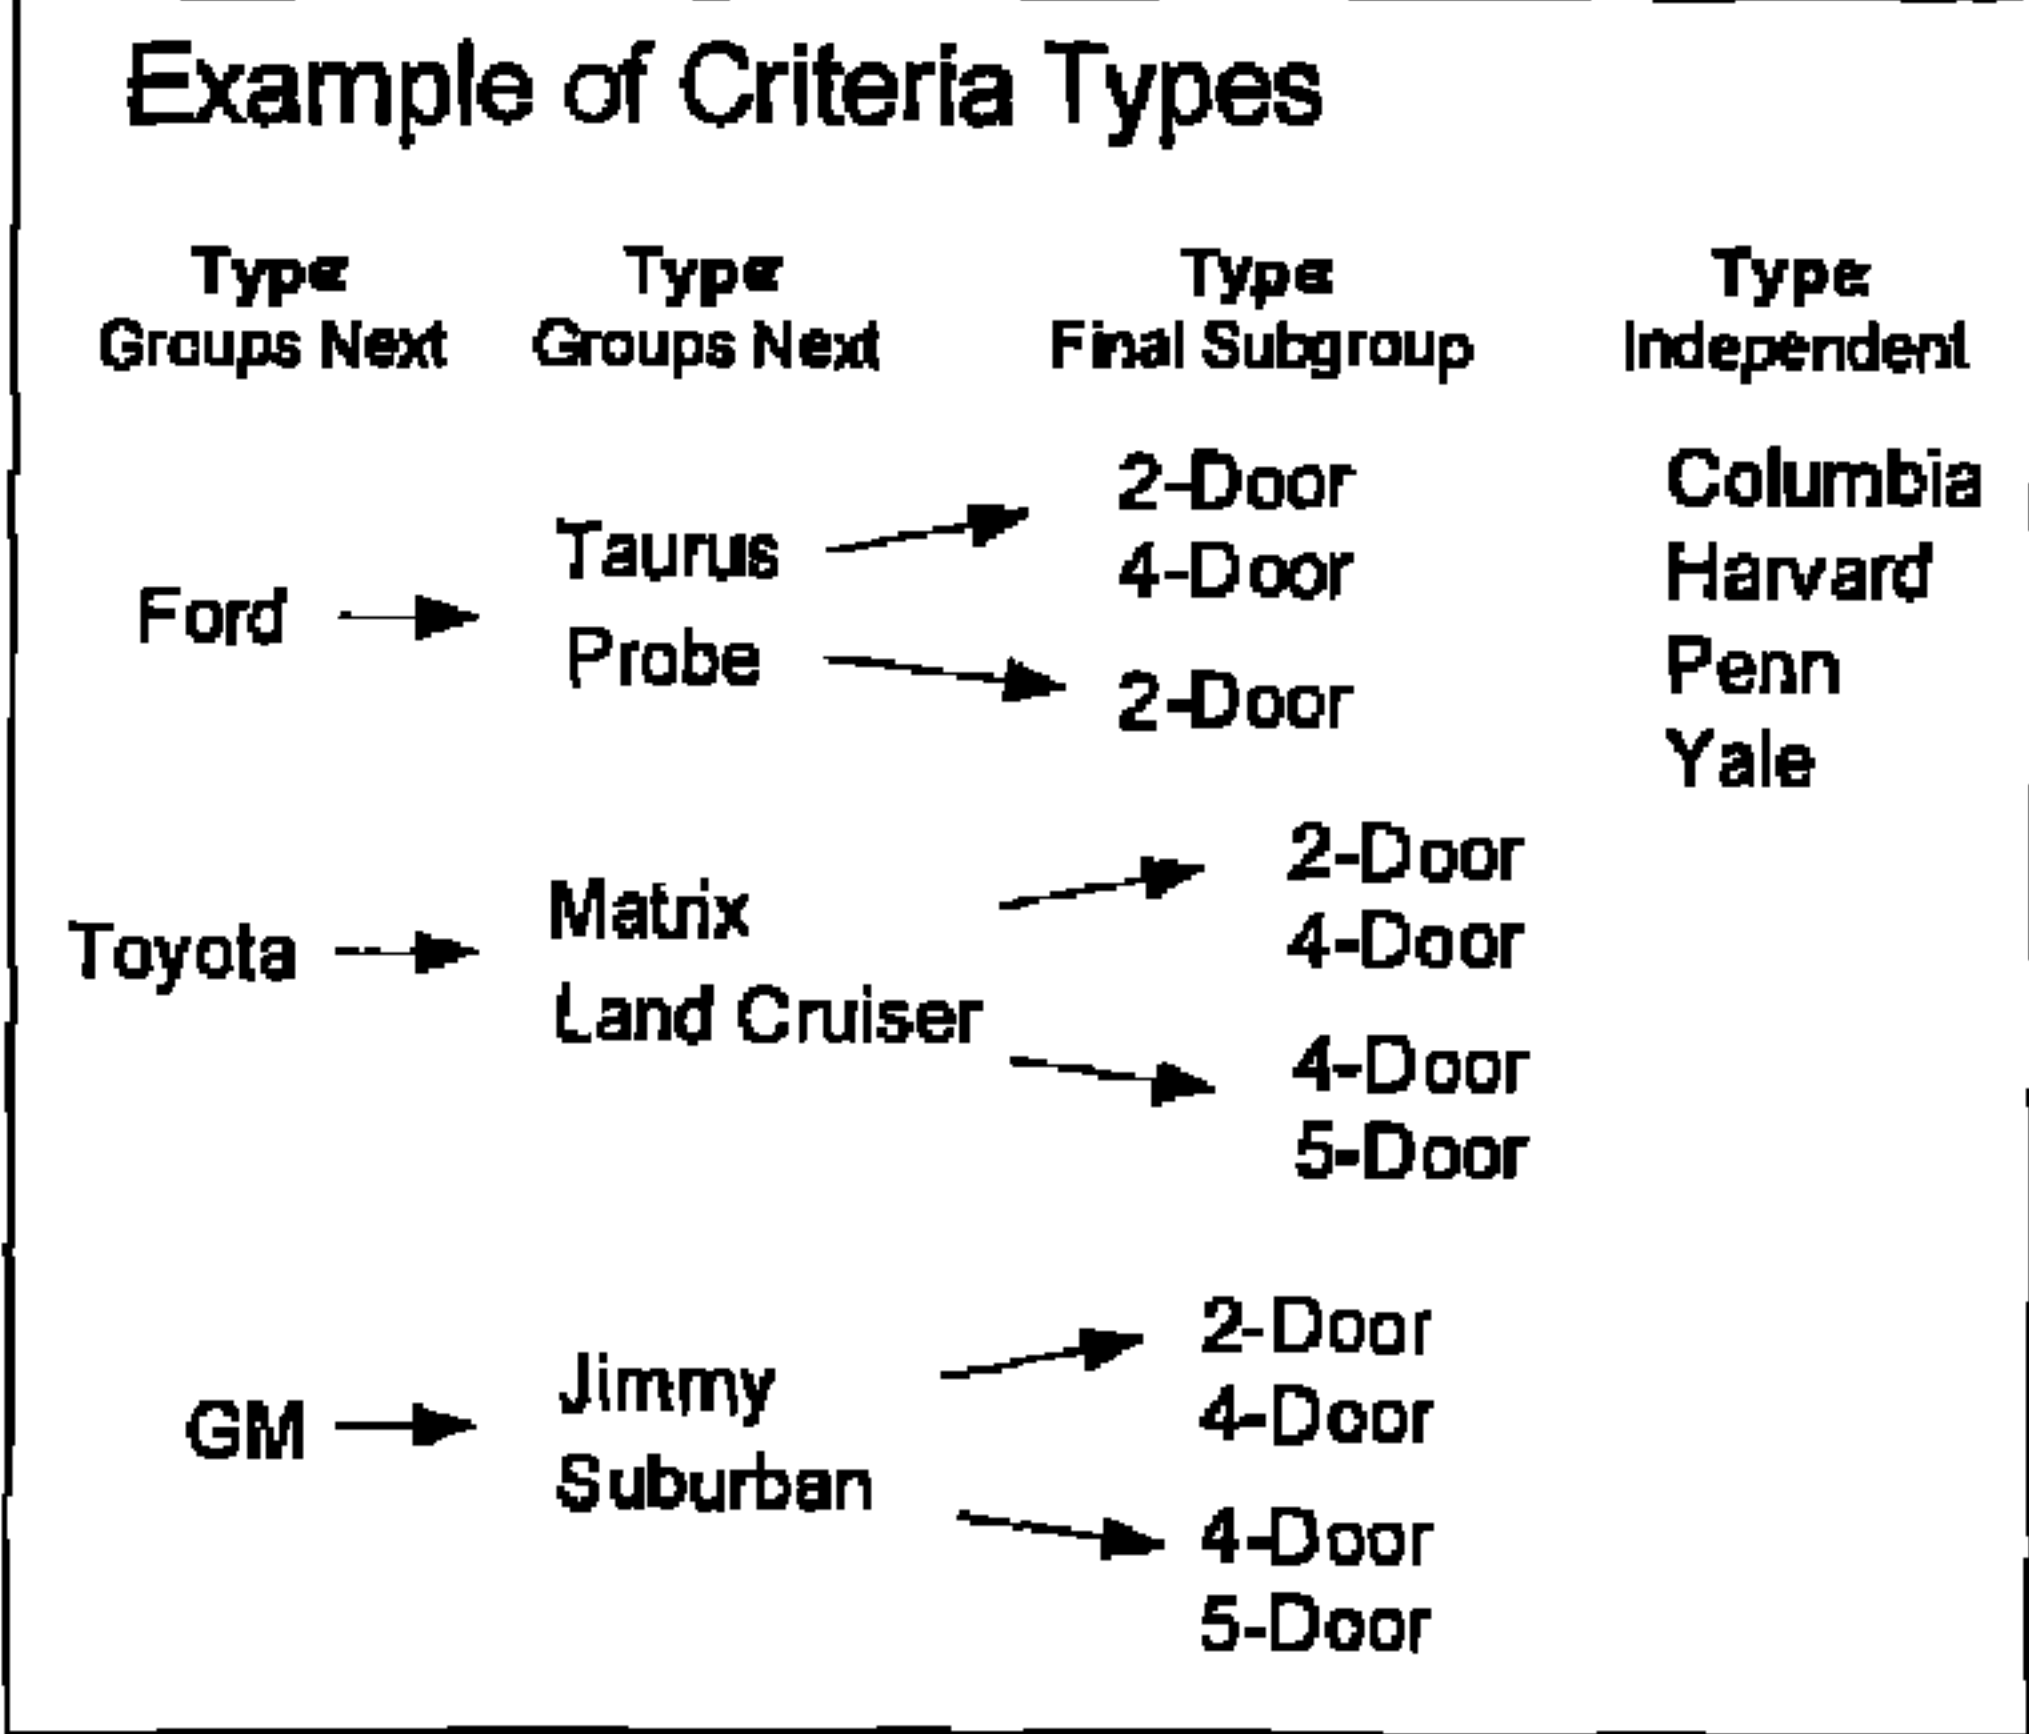 Example of Criteria Types
Type Type Type Type
Groups Next Groups Next Final Subgroup Independent
2-Door Columbia
Taurus
4-Door Harvard
Ford
Probe Penn
2-Door
Yale
2-Door
Matrix
4-Door
Toyota
Land Cruiser
4-Door
5-Door
2-Door
Jimmy
4-Door
GM
Suburban
4-Door
5-Door